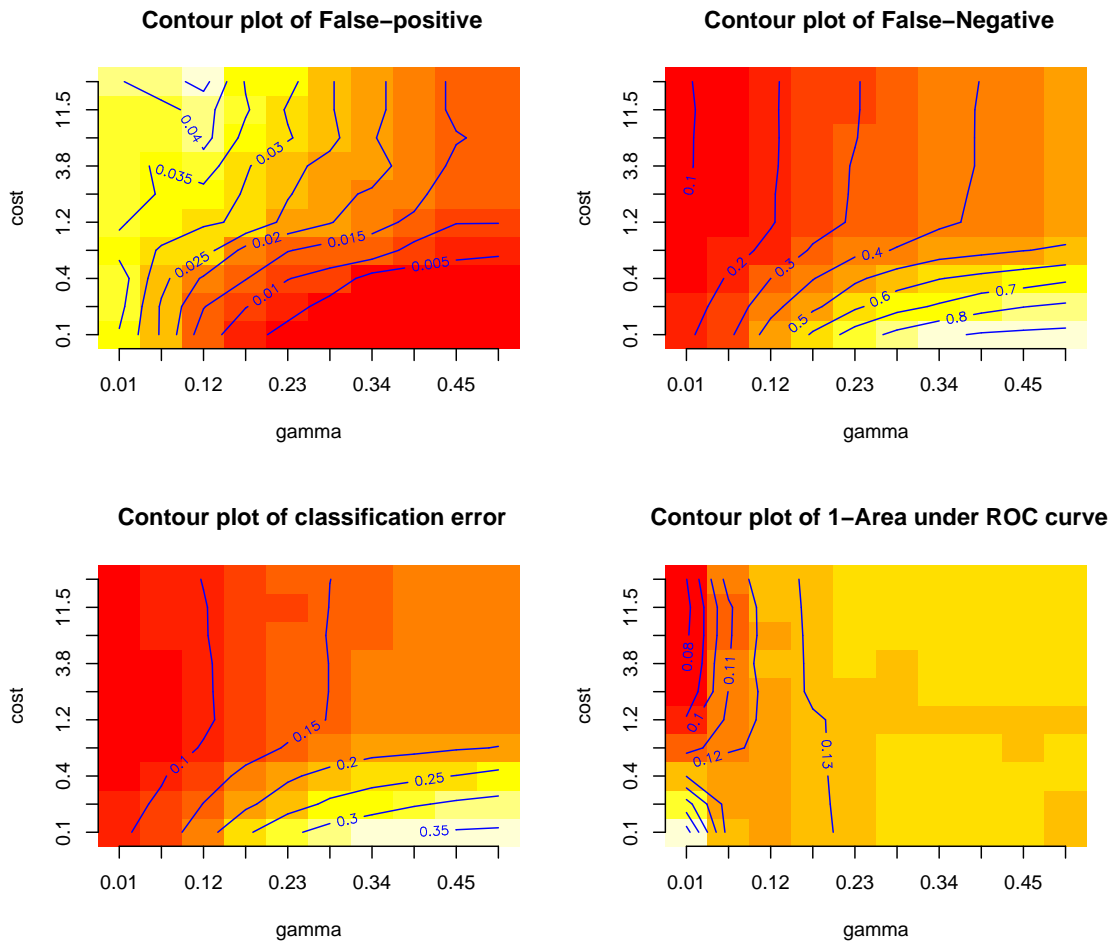 Contour plot of False−positive
cost
0.1 0.4 1.2 3.8 11.5
0.04
0.035
0.03
0.025
0.02
0.015
0.01
0.005
0.01 0.12 0.23 0.34 0.45
gamma
Contour plot of False−Negative
cost
0.1 0.4 1.2 3.8 11.5
0.1
0.2
0.3
0.4
0.5
0.6
0.7
0.8
0.01 0.12 0.23 0.34 0.45
gamma
Contour plot of classification error
cost
0.1 0.4 1.2 3.8 11.5
0.1
0.15
0.2
0.25
0.3
0.35
0.01 0.12 0.23 0.34 0.45
gamma
Contour plot of 1−Area under ROC curve
cost
0.1 0.4 1.2 3.8 11.5
0.08
0.11
0.1
0.12
0.13
0.01 0.12 0.23 0.34 0.45
gamma